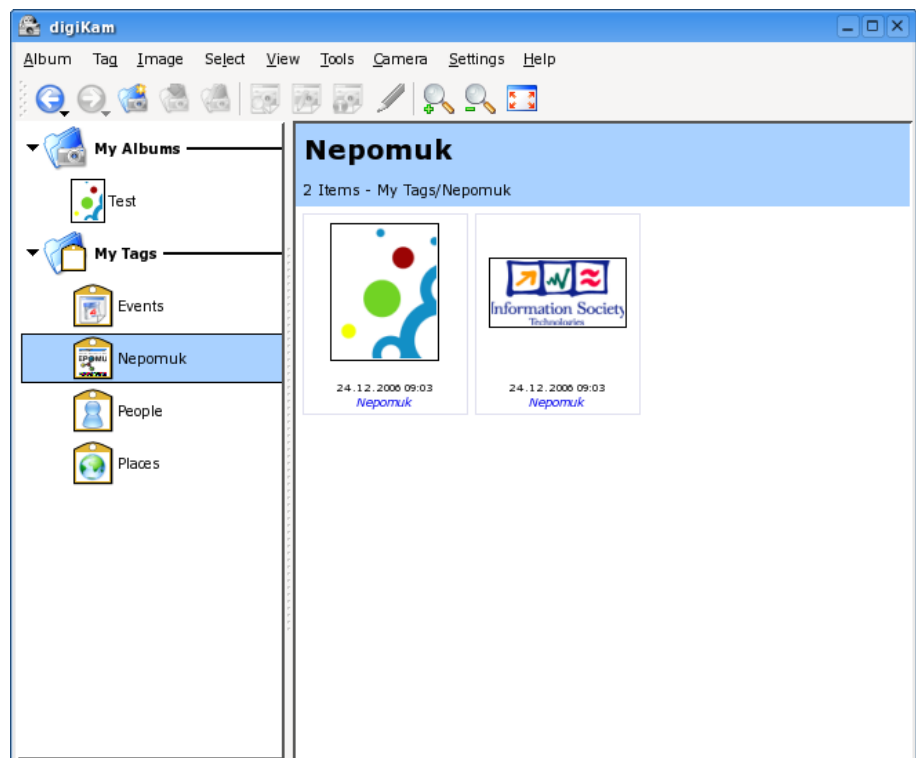 digiKam
Album Tag Image Select View Tools Camera Settings Help
My Albums
Test
My Tags
Events
Nepomuk
People
Places
Nepomuk
2 Items - My Tags/Nepomuk
Information Society
Technologies
24.12.2006 09:03
Nepomuk
24.12.2006 09:03
Nepomuk